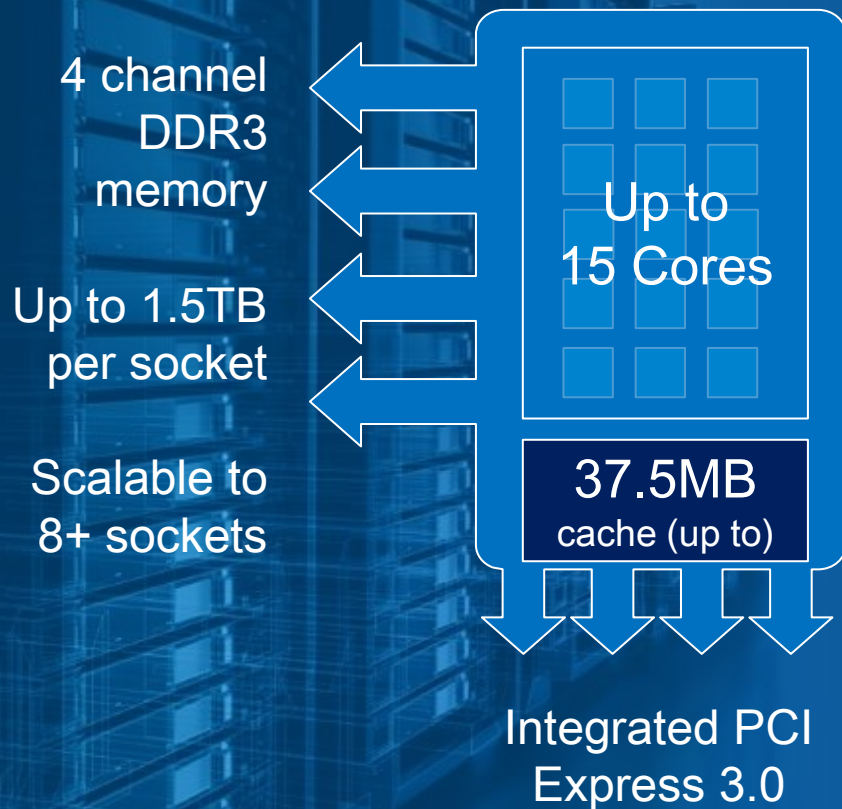 4 channel
DDR3
memory
Up to 1.5TB
per socket
Scalable to
8+ sockets
Up to
15 Cores
37.5MB
cache (up to)
Integrated PCI
Express 3.0